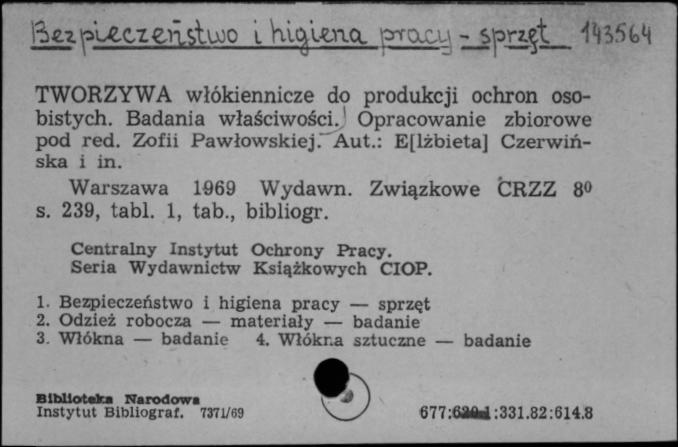 Bezpieczeństwo i higiena pracy - sprzęt 143564
TWORZYWA włókiennicze do produkcji ochron oso-
bistych. Badania właściwości. Opracowanie zbiorowe
pod red. Zofii Pawłowskiej. Aut.: E[lżbieta] Czerwiń-
ska i in.
Warszawa 1969 Wydawn. Związkowe CRZZ 8⁰
s. 239, tabl. 1, tab., bibliogr.
Centralny Instytut Ochrony Pracy.
Seria Wydawnictw Książkowych CIOP.
1. Bezpieczeństwo i higiena pracy — sprzęt
2. Odzież robocza — materiały — badanie
3. Włókna — badanie 4. Włókna sztuczne — badanie
Biblioteka Narodowa
Instytut Bibliograf. 7371/69
677:620.1:331.82:614.8